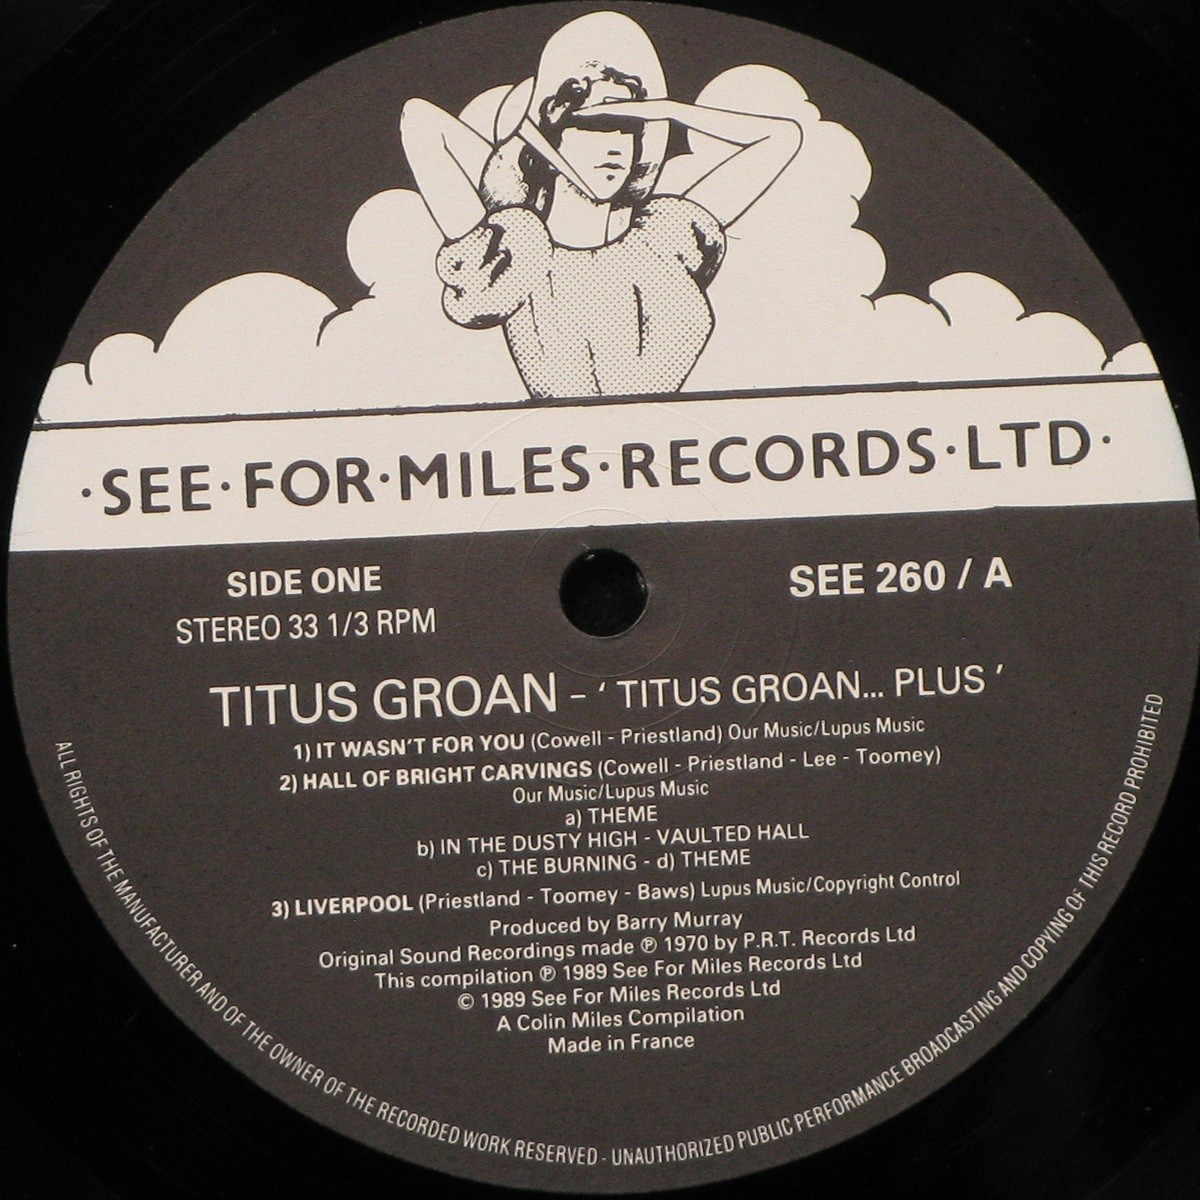 ·SEE·FOR·MILES·RECORDS·LTD·
SIDE ONE
STEREO 33 1/3 RPM
SEE 260 / A
TITUS GROAN – ' TITUS GROAN... PLUS '
1) IT WASN'T FOR YOU (Cowell - Priestland) Our Music/Lupus Music
2) HALL OF BRIGHT CARVINGS (Cowell - Priestland - Lee - Toomey)
Our Music/Lupus Music
a) THEME
b) IN THE DUSTY HIGH - VAULTED HALL
c) THE BURNING - d) THEME
3) LIVERPOOL (Priestland - Toomey - Baws) Lupus Music/Copyright Control
Produced by Barry Murray
Original Sound Recordings made ℗ 1970 by P.R.T. Records Ltd
This compilation ℗ 1989 See For Miles Records Ltd
© 1989 See For Miles Records Ltd
A Colin Miles Compilation
Made in France
ALL RIGHTS OF THE MANUFACTURER AND OF THE OWNER OF THE RECORDED WORK RESERVED - UNAUTHORIZED PUBLIC PERFORMANCE BROADCASTING AND COPYING OF THIS RECORD PROHIBITED